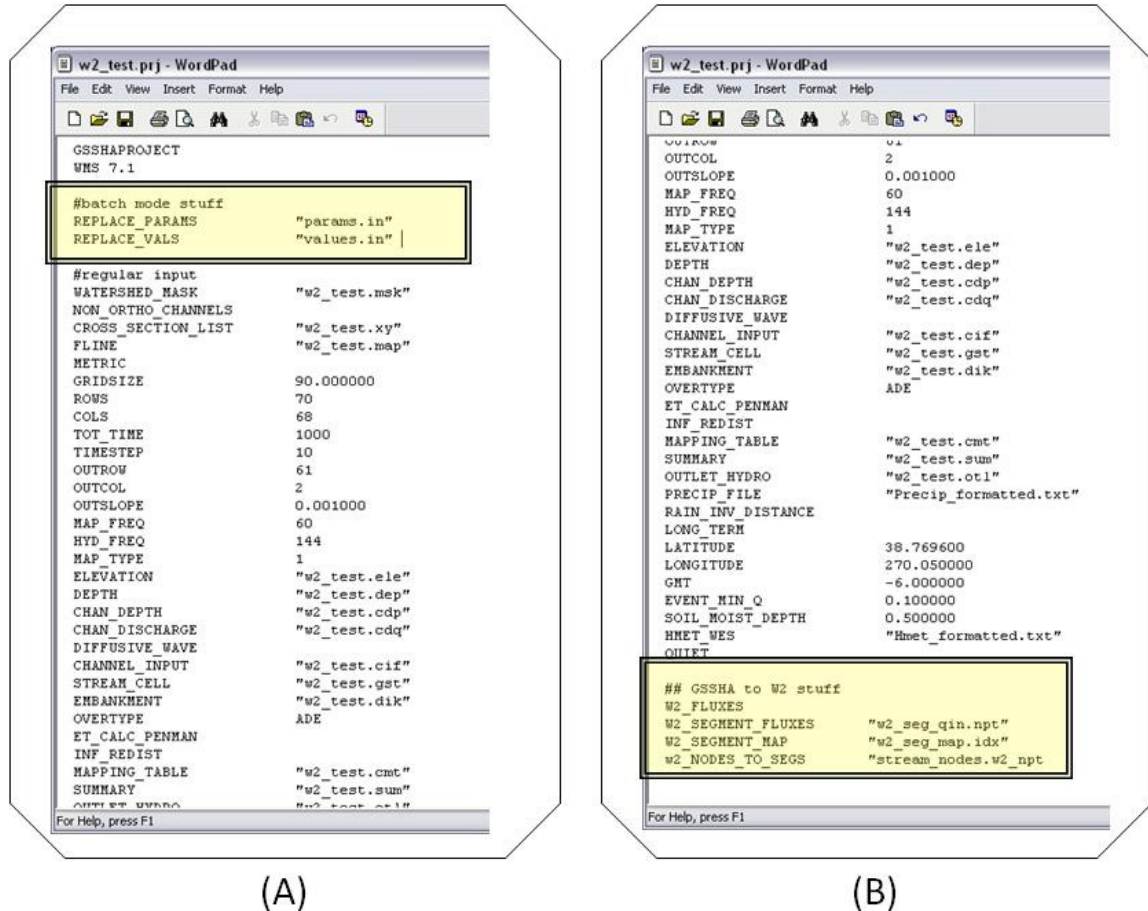 w2_test.prj - WordPad
File Edit View Insert Format Help
GSSHAPROJECT
WMS 7.1
#batch mode stuff
REPLACE_PARAMS "params.in"
REPLACE_VALS "values.in"
#regular input
WATERSHED_MASK "w2_test.msk"
NON_ORTHO_CHANNELS
CROSS_SECTION_LIST "w2_test.xy"
FLINE "w2_test.map"
METRIC
GRIDSIZE 90.000000
ROWS 70
COLS 68
TOT_TIME 1000
TIMESTEP 10
OUTROW 61
OUTCOL 2
OUTSLOPE 0.001000
MAP_FREQ 60
HYD_FREQ 144
MAP_TYPE 1
ELEVATION "w2_test.ele"
DEPTH "w2_test.dep"
CHAN_DEPTH "w2_test.cdp"
CHAN_DISCHARGE "w2_test.cdq"
DIFFUSIVE_WAVE
CHANNEL_INPUT "w2_test.cif"
STREAM_CELL "w2_test.gst"
EMBANKMENT "w2_test.dik"
OVERTYPE ADE
ET_CALC_PENMAN
INF_REDIST
MAPPING_TABLE "w2_test.cmt"
SUMMARY "w2_test.sum"
OUTLET_HYDRO "w2_test.otl"
For Help, press F1
(A)
w2_test.prj - WordPad
File Edit View Insert Format Help
OUTROW 61
OUTCOL 2
OUTSLOPE 0.001000
MAP_FREQ 60
HYD_FREQ 144
MAP_TYPE 1
ELEVATION "w2_test.ele"
DEPTH "w2_test.dep"
CHAN_DEPTH "w2_test.cdp"
CHAN_DISCHARGE "w2_test.cdq"
DIFFUSIVE_WAVE
CHANNEL_INPUT "w2_test.cif"
STREAM_CELL "w2_test.gst"
EMBANKMENT "w2_test.dik"
OVERTYPE ADE
ET_CALC_PENMAN
INF_REDIST
MAPPING_TABLE "w2_test.cmt"
SUMMARY "w2_test.sum"
OUTLET_HYDRO "w2_test.otl"
PRECIP_FILE "Precip_formatted.txt"
RAIN_INV_DISTANCE
LONG_TERM
LATITUDE 38.769600
LONGITUDE 270.050000
GMT -6.000000
EVENT_MIN_Q 0.100000
SOIL_MOIST_DEPTH 0.500000
HMET_WES "Hmet_formatted.txt"
QUIET
## GSSHA to W2 stuff
W2_FLUXES
W2_SEGMENT_FLUXES "w2_seg_qin.npt"
W2_SEGMENT_MAP "w2_seg_map.idx"
w2_NODES_TO_SEGS "stream_nodes.w2_npt
For Help, press F1
(B)